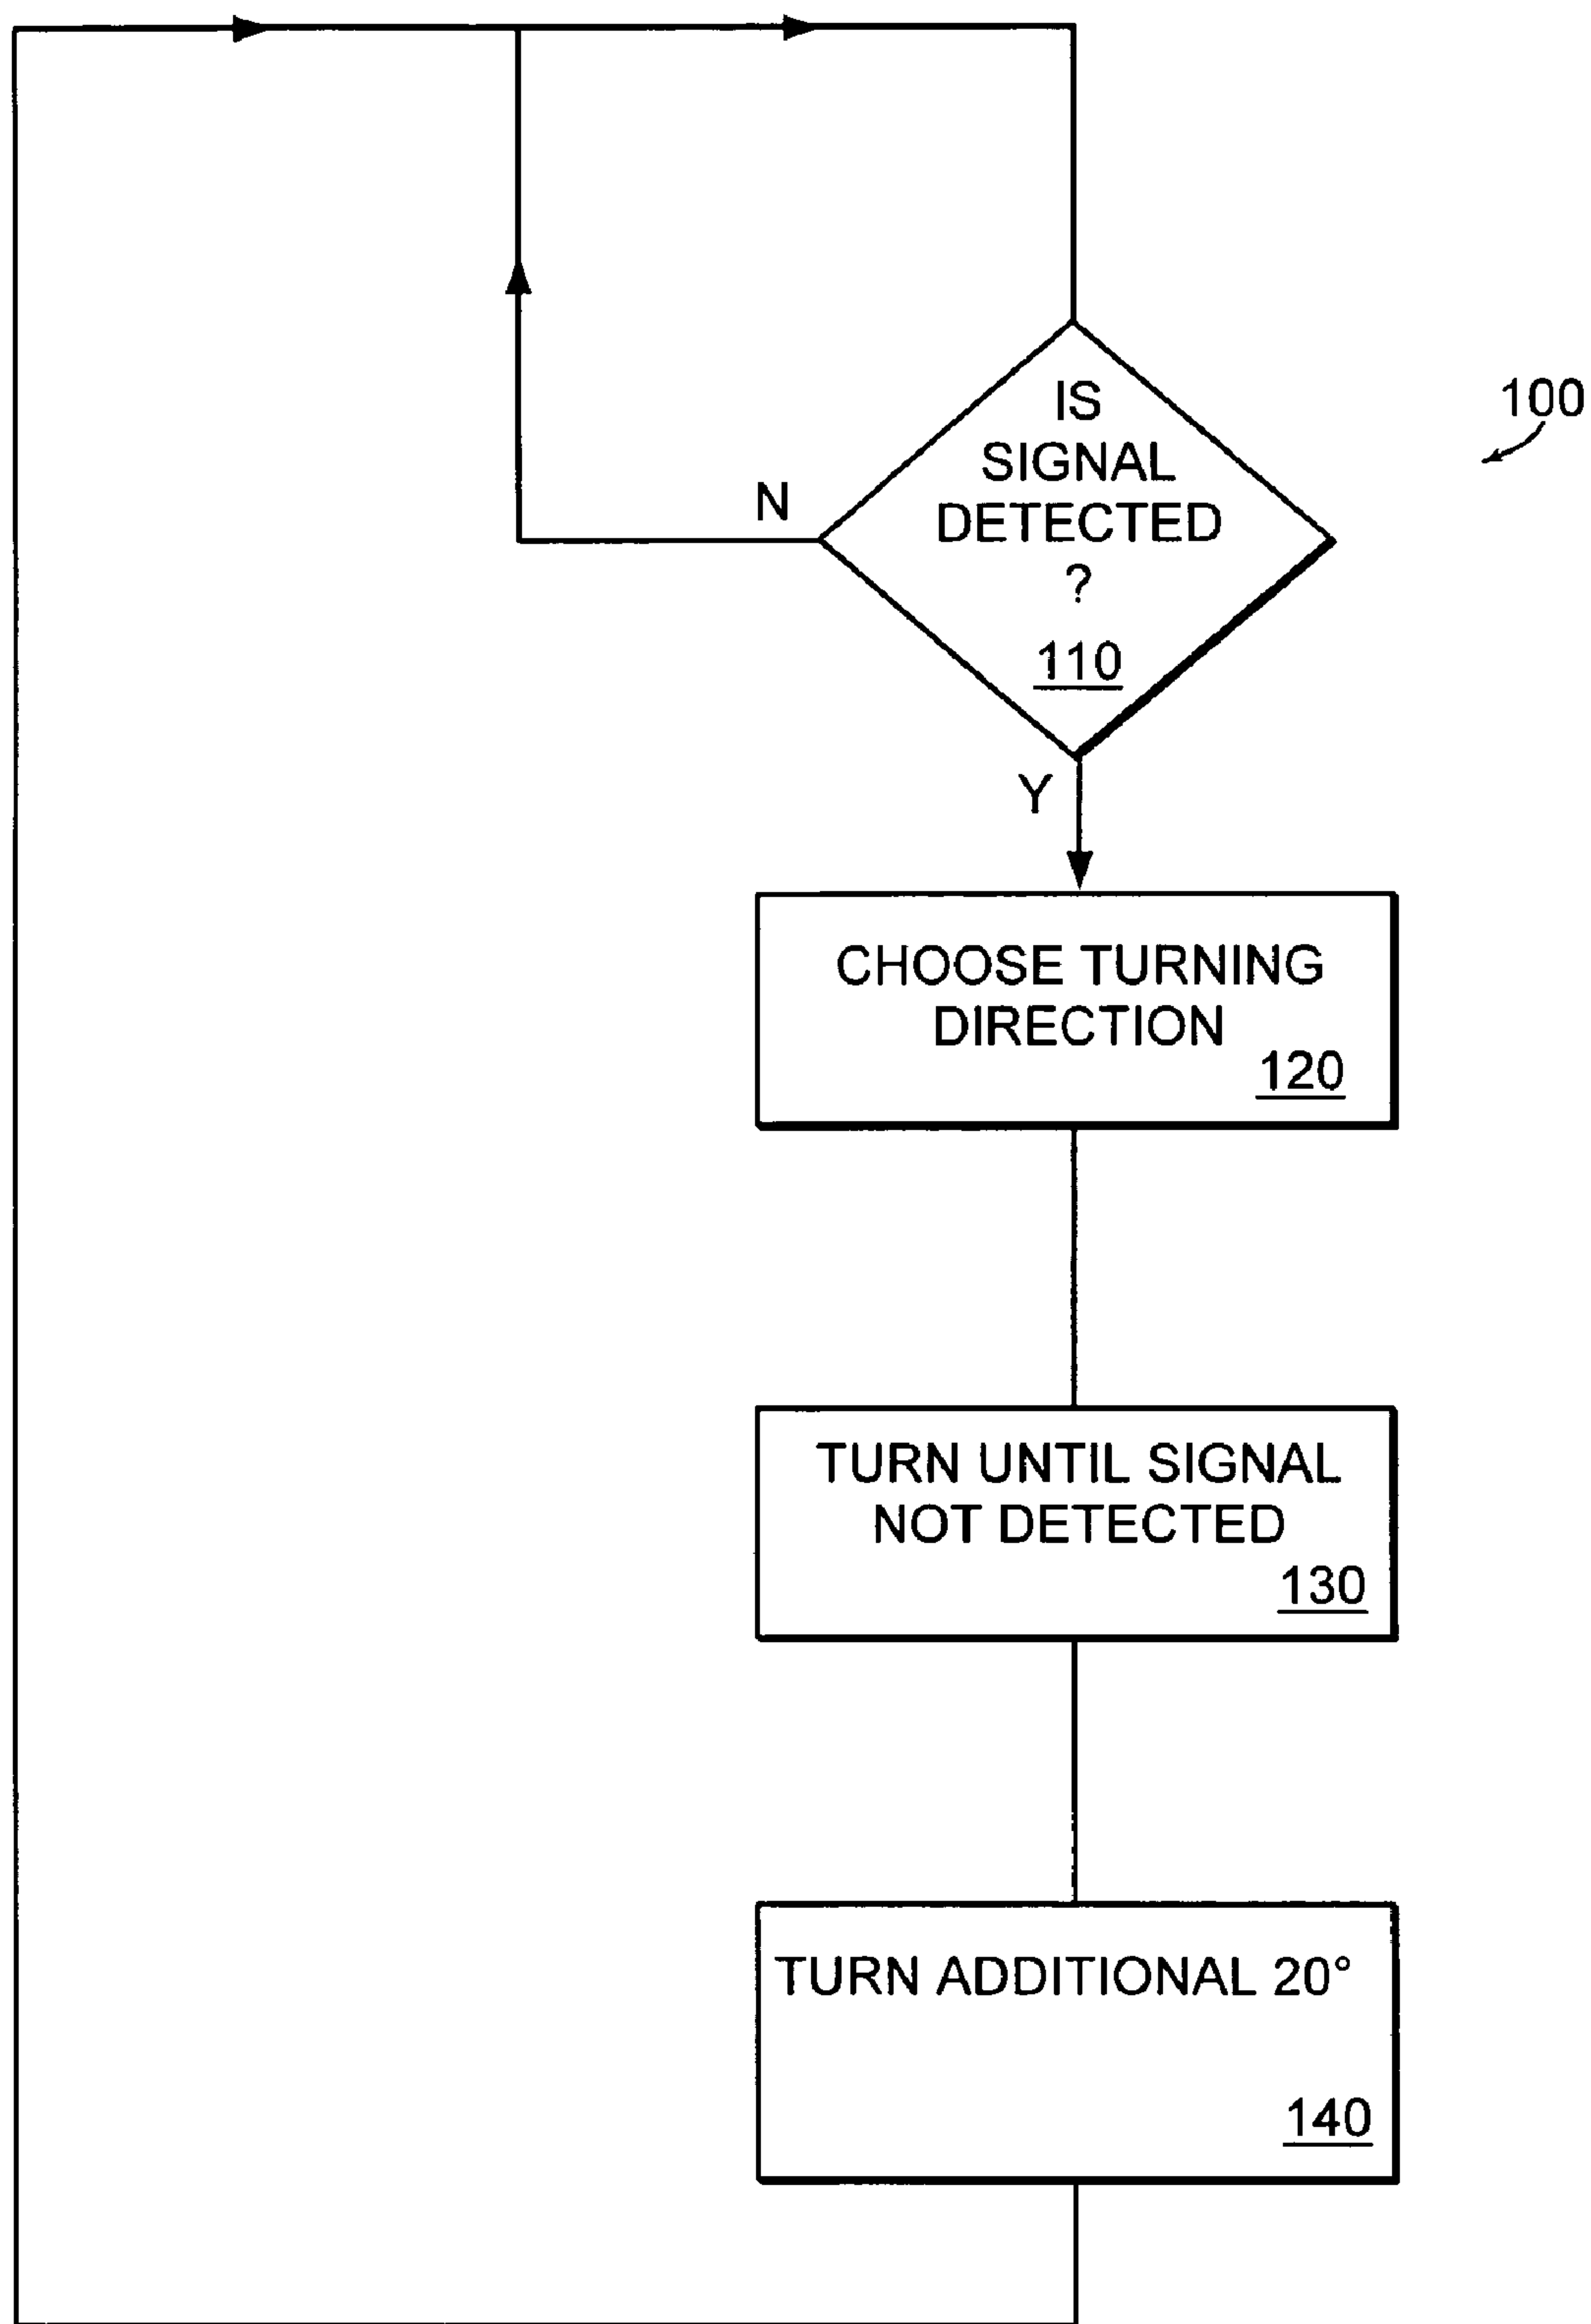 100
IS
SIGNAL
DETECTED
?
110
N
Y
CHOOSE TURNING
DIRECTION
120
TURN UNTIL SIGNAL
NOT DETECTED
130
TURN ADDITIONAL 20°
140